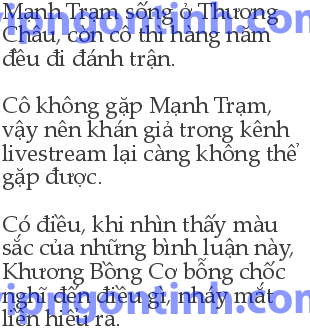 Mạnh Trạm sống ở Thương
Châu, còn cô thì hàng năm
đều đi đánh trận.
Cô không gặp Mạnh Trạm,
vậy nên khán giả trong kênh
livestream lại càng không thể
gặp được.
Có điều, khi nhìn thấy màu
sắc của những bình luận này,
Khương Bồng Cơ bỗng chốc
nghĩ đến điều gì, nháy mắt
liền hiểu ra.